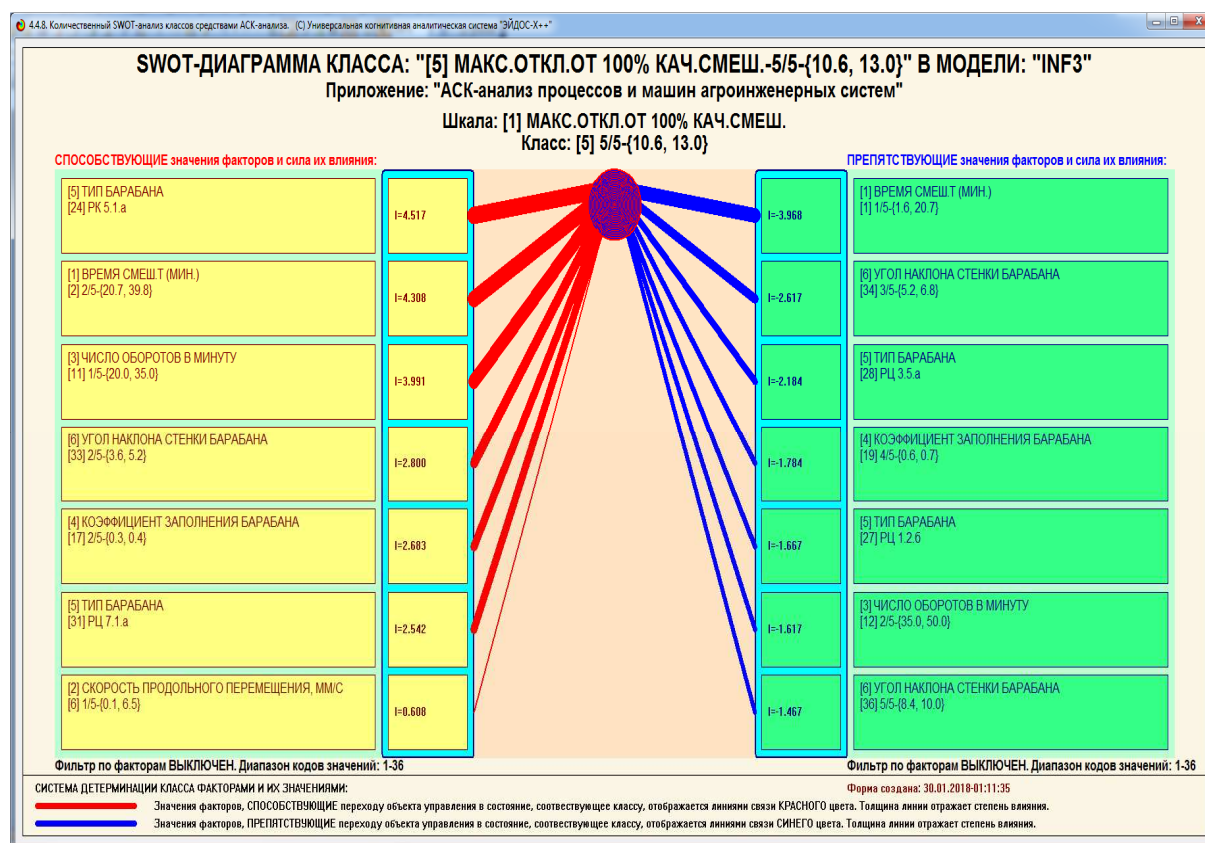 4.4.8. Количественный SWOT-анализ классов средствами АСК-анализа. (C) Универсальная когнитивная аналитическая система "ЭЙДОС-X++"
SWOT-ДИАГРАММА КЛАССА: "[5] МАКС.ОТКЛ.ОТ 100% КАЧ.СМЕШ.-5/5-{10.6, 13.0}" В МОДЕЛИ: "INF3"
Приложение: "АСК-анализ процессов и машин агроинженерных систем"
Шкала: [1] МАКС.ОТКЛ.ОТ 100% КАЧ.СМЕШ.
Класс: [5] 5/5-{10.6, 13.0}
СПОСОБСТВУЮЩИЕ значения факторов и сила их влияния:
[5] ТИП БАРАБАНА
[24] РК 5.1.а
I=4.517
[1] ВРЕМЯ СМЕШ.Т (МИН.)
[2] 2/5-{20.7, 39.8}
I=4.308
[3] ЧИСЛО ОБОРОТОВ В МИНУТУ
[11] 1/5-{20.0, 35.0}
I=3.991
[6] УГОЛ НАКЛОНА СТЕНКИ БАРАБАНА
[33] 2/5-{3.6, 5.2}
I=2.800
[4] КОЭФФИЦИЕНТ ЗАПОЛНЕНИЯ БАРАБАНА
[17] 2/5-{0.3, 0.4}
I=2.683
[5] ТИП БАРАБАНА
[31] РЦ 7.1.а
I=2.542
[2] СКОРОСТЬ ПРОДОЛЬНОГО ПЕРЕМЕЩЕНИЯ, ММ/С
[6] 1/5-{0.1, 6.5}
I=0.608
Фильтр по факторам ВЫКЛЮЧЕН. Диапазон кодов значений: 1-36
ПРЕПЯТСТВУЮЩИЕ значения факторов и сила их влияния:
I=-3.968
[1] ВРЕМЯ СМЕШ.Т (МИН.)
[1] 1/5-{1.6, 20.7}
I=-2.617
[6] УГОЛ НАКЛОНА СТЕНКИ БАРАБАНА
[34] 3/5-{5.2, 6.8}
I=-2.184
[5] ТИП БАРАБАНА
[28] РЦ 3.5.а
I=-1.784
[4] КОЭФФИЦИЕНТ ЗАПОЛНЕНИЯ БАРАБАНА
[19] 4/5-{0.6, 0.7}
I=-1.667
[5] ТИП БАРАБАНА
[27] РЦ 1.2.б
I=-1.617
[3] ЧИСЛО ОБОРОТОВ В МИНУТУ
[12] 2/5-{35.0, 50.0}
I=-1.467
[6] УГОЛ НАКЛОНА СТЕНКИ БАРАБАНА
[36] 5/5-{8.4, 10.0}
Фильтр по факторам ВЫКЛЮЧЕН. Диапазон кодов значений: 1-36
СИСТЕМА ДЕТЕРМИНАЦИИ КЛАССА ФАКТОРАМИ И ИХ ЗНАЧЕНИЯМИ:
Форма создана: 30.01.2018-01:11:35
Значения факторов, СПОСОБСТВУЮЩИЕ переходу объекта управления в состояние, соотвествующее классу, отображается линиями связи КРАСНОГО цвета. Толщина линии отражает степень влияния.
Значения факторов, ПРЕПЯТСТВУЮЩИЕ переходу объекта управления в состояние, соотвествующее классу, отображается линиями связи СИНЕГО цвета. Толщина линии отражает степень влияния.